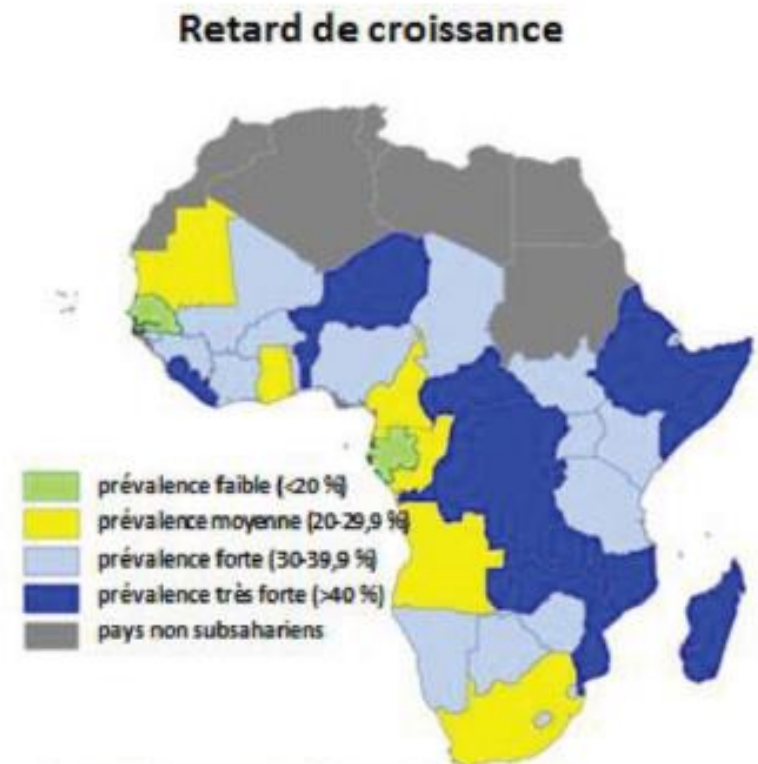 Retard de croissance
prévalence faible (<20 %)
prévalence moyenne (20-29,9 %)
prévalence forte (30-39,9 %)
prévalence très forte (>40 %)
pays non subsahariens